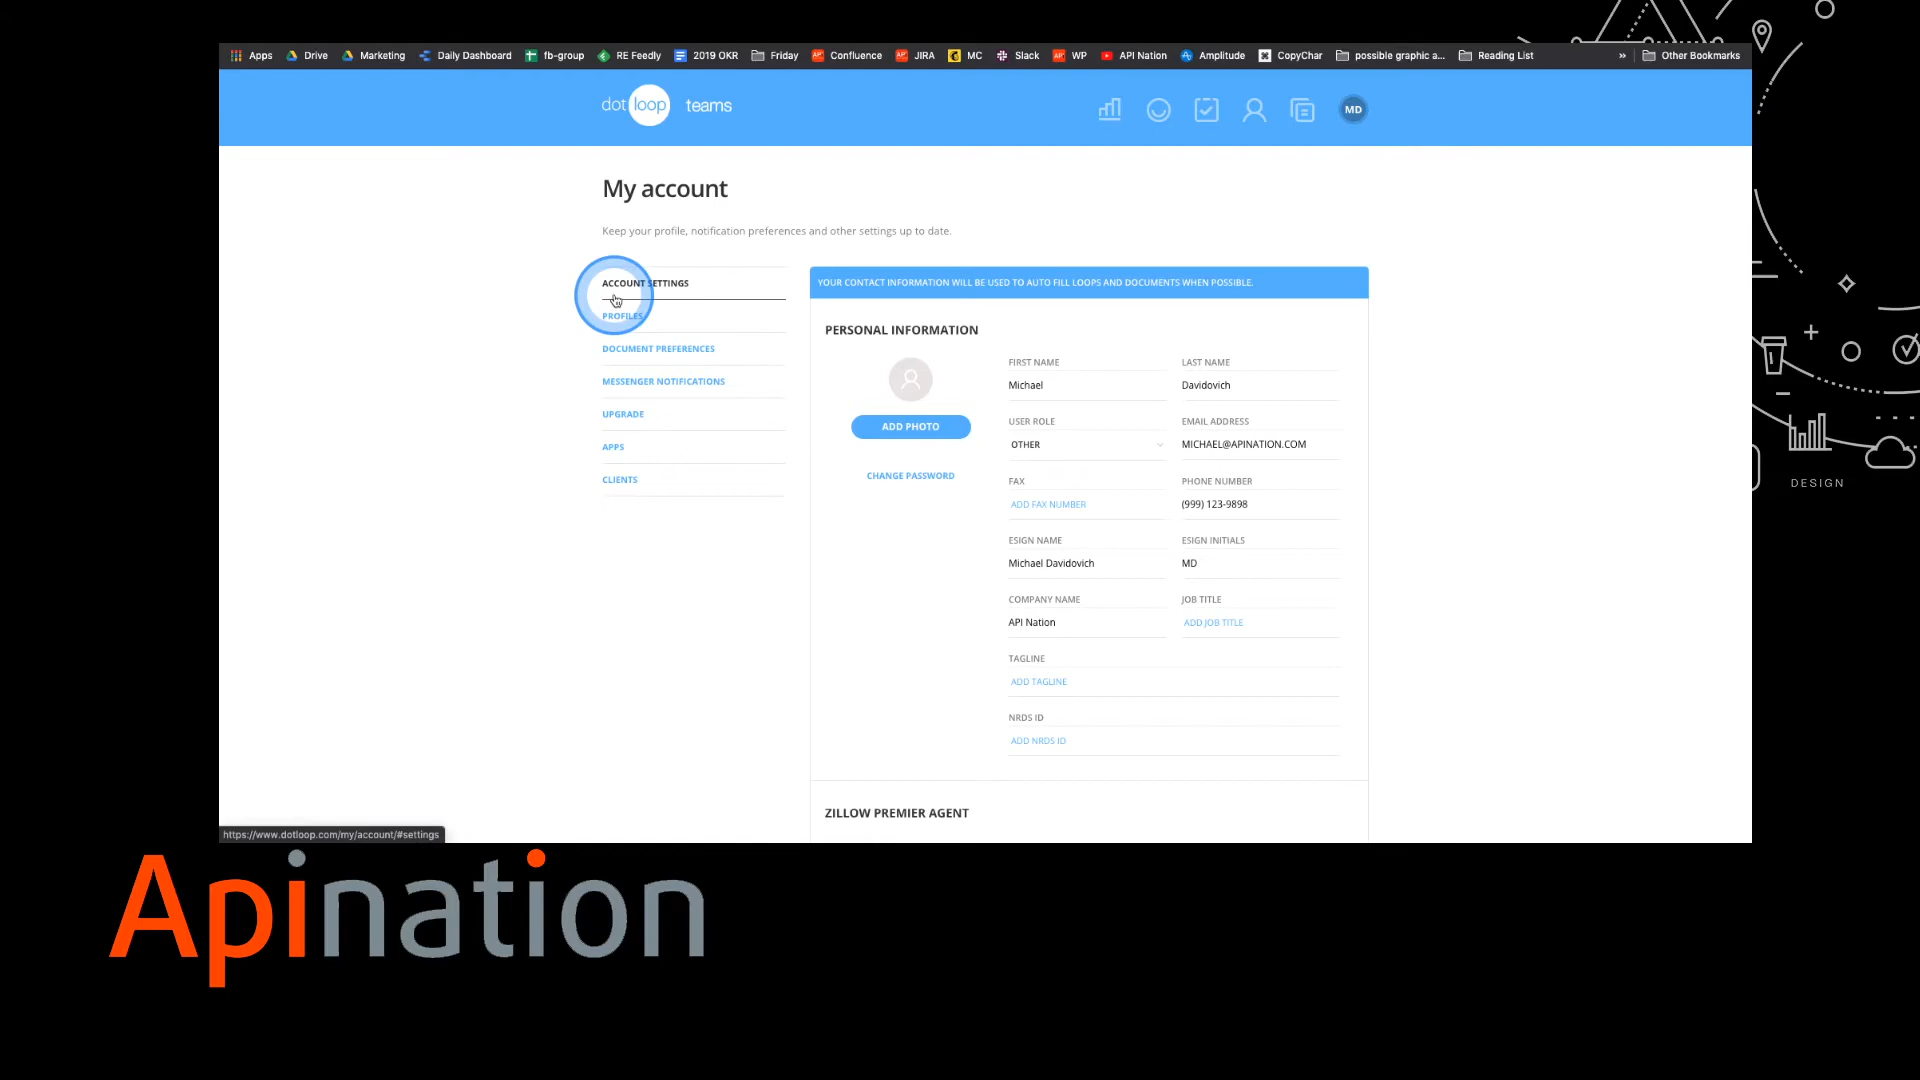 Apps Drive Marketing Daily Dashboard fb-group RE Feedly 2019 OKR Friday Confluence JIRA MC Slack WP API Nation Amplitude CopyChar possible graphic a... Reading List » Other Bookmarks
dot loop teams
MD
My account
Keep your profile, notification preferences and other settings up to date.
ACCOUNT SETTINGS
PROFILES
DOCUMENT PREFERENCES
MESSENGER NOTIFICATIONS
UPGRADE
APPS
CLIENTS
YOUR CONTACT INFORMATION WILL BE USED TO AUTO FILL LOOPS AND DOCUMENTS WHEN POSSIBLE.
PERSONAL INFORMATION
ADD PHOTO
CHANGE PASSWORD
FIRST NAME LAST NAME
Michael Davidovich
USER ROLE EMAIL ADDRESS
OTHER MICHAEL@APINATION.COM
FAX PHONE NUMBER
ADD FAX NUMBER (999) 123-9898
ESIGN NAME ESIGN INITIALS
Michael Davidovich MD
COMPANY NAME JOB TITLE
API Nation ADD JOB TITLE
TAGLINE
ADD TAGLINE
NRDS ID
ADD NRDS ID
ZILLOW PREMIER AGENT
https://www.dotloop.com/my/account/#settings
DESIGN
Apination